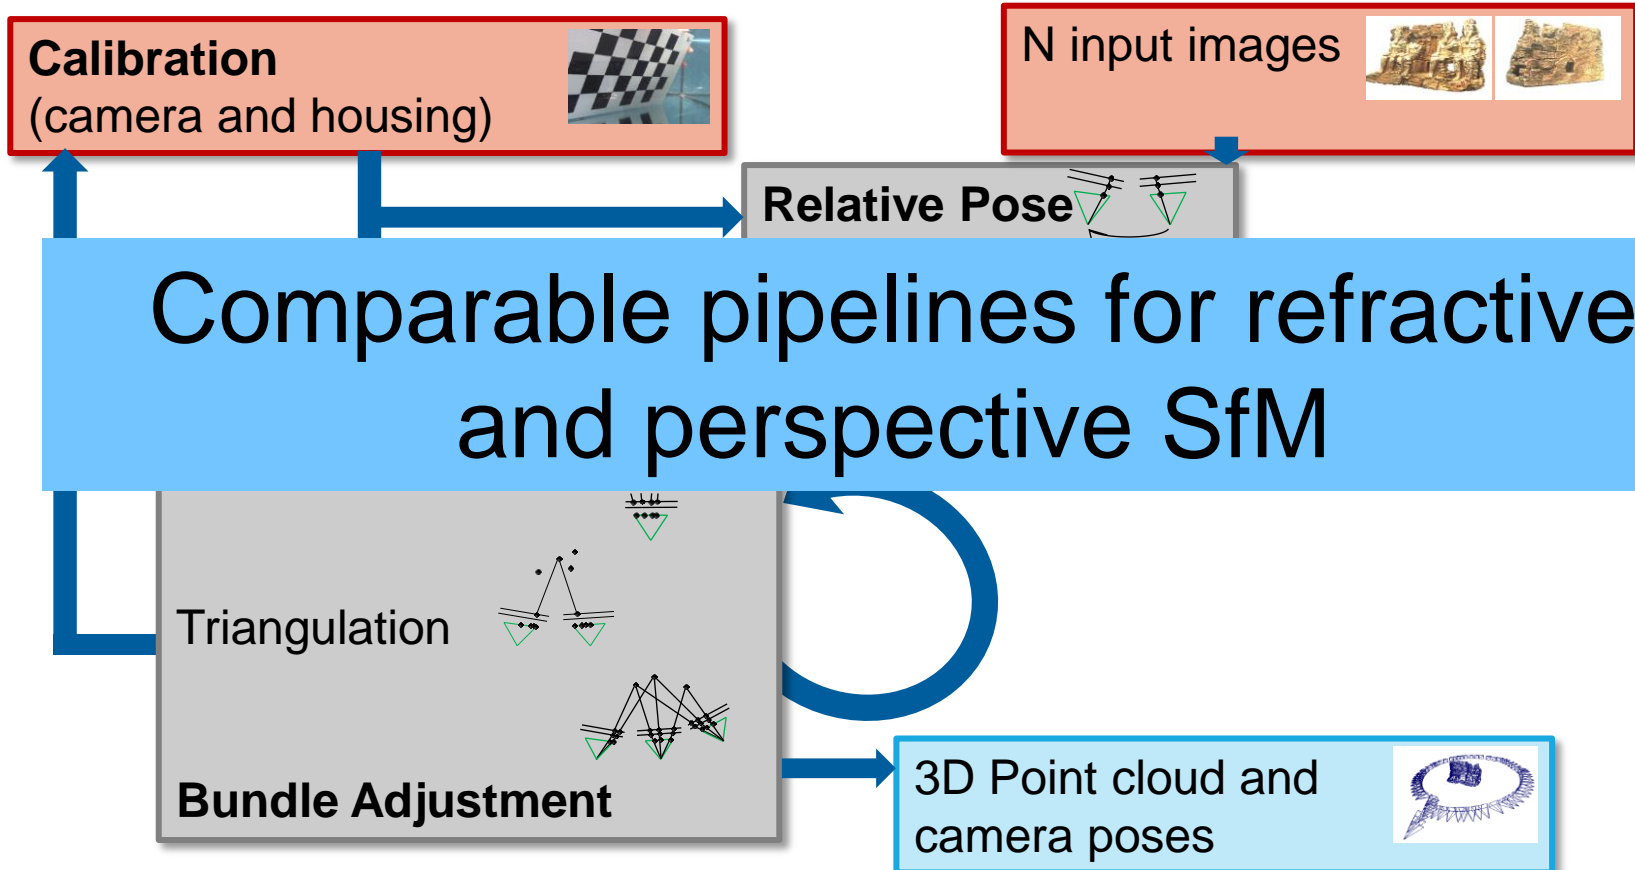 Calibration
(camera and housing)
N input images
Relative Pose
Comparable pipelines for refractive
and perspective SfM
Triangulation
Bundle Adjustment
3D Point cloud and
camera poses